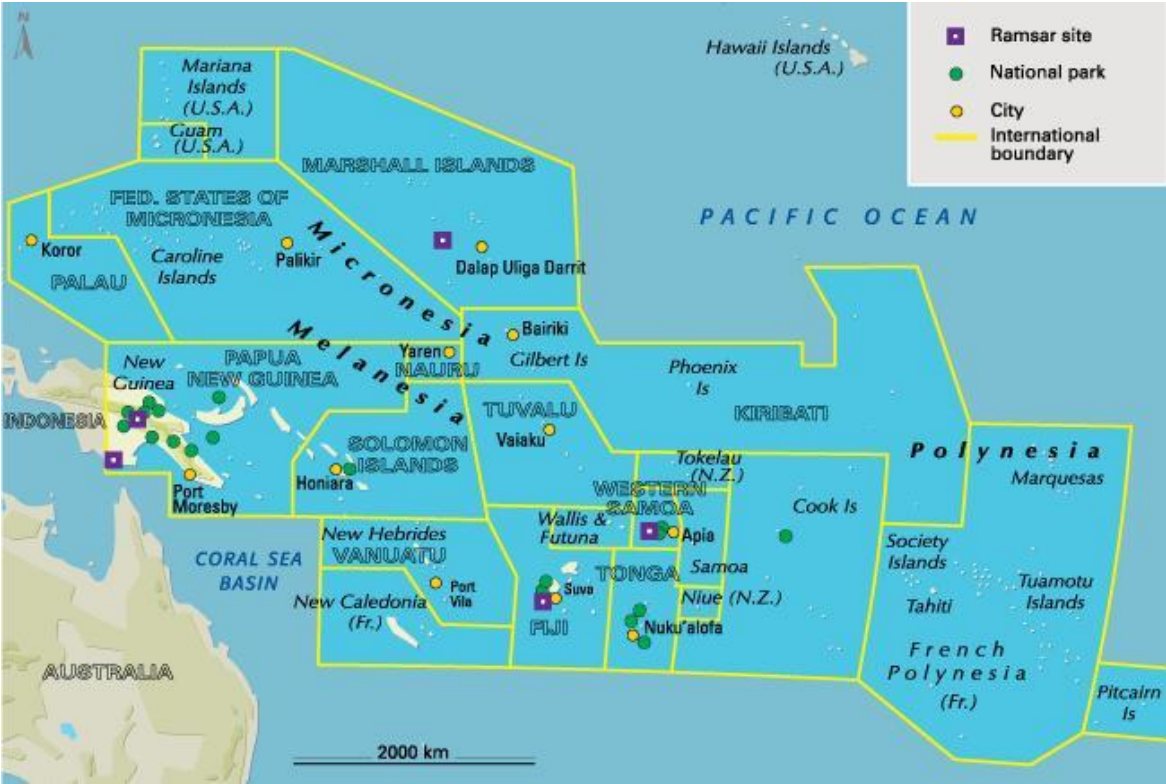 N
Hawaii Islands
(U.S.A.)
Ramsar site
National park
City
International
boundary
Mariana
Islands
(U.S.A.)
Guam
(U.S.A.)
MARSHALL ISLANDS
FED. STATES OF
MICRONESIA
PACIFIC OCEAN
Koror
Caroline
Islands
Palikir
Dalap Uliga Darrit
PALAU
Micronesia
Melanesia
Bairiki
Gilbert Is
Yaren
NAURU
New
Guinea
PAPUA
NEW GUINEA
Phoenix
Is
KIRIBATI
INDONESIA
TUVALU
Vaiaku
SOLOMON
ISLANDS
Honiara
Port
Moresby
Polynesia
Marquesas
Tokelau
(N.Z.)
WESTERN
SAMOA
Cook Is
Wallis &
Futuna
Apia
New Hebrides
VANUATU
CORAL SEA
BASIN
Society
Islands
Samoa
TONGA
Port
Vila
Suva
New Caledonia
(Fr.)
Niue (N.Z.)
Tuamotu
Islands
Tahiti
FIJI
Nuku'alofa
French
Polynesia
(Fr.)
AUSTRALIA
Pitcairn
Is
2000 km